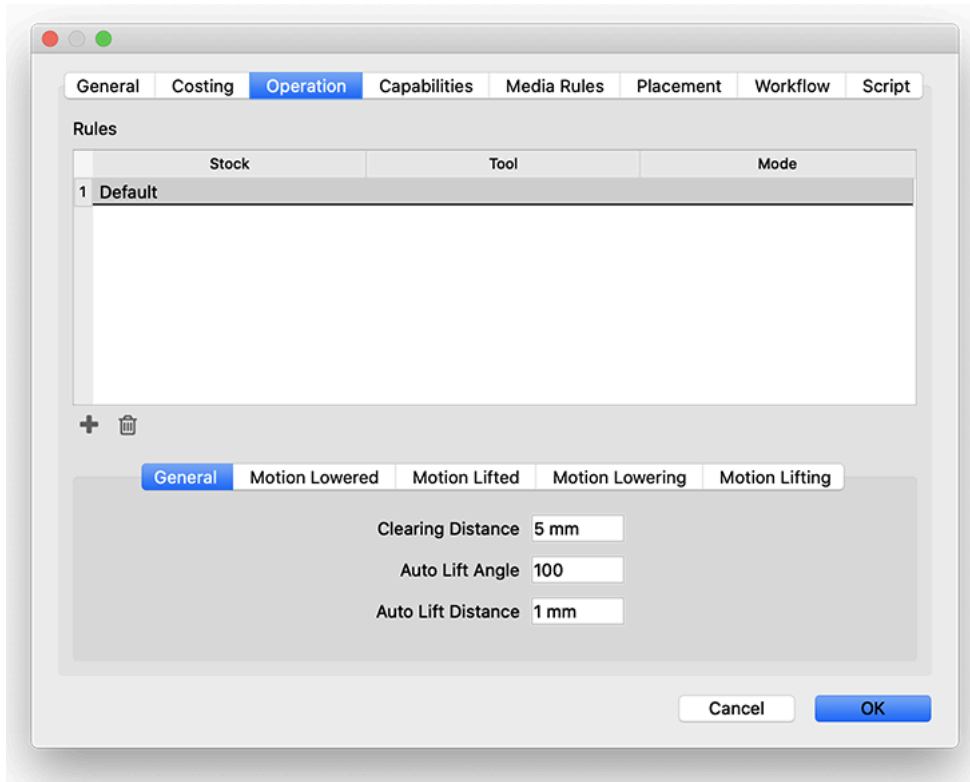 General Costing Operation Capabilities Media Rules Placement Workflow Script
Rules
Stock Tool Mode
1 Default
General Motion Lowered Motion Lifted Motion Lowering Motion Lifting
Clearing Distance 5 mm
Auto Lift Angle 100
Auto Lift Distance 1 mm
Cancel OK